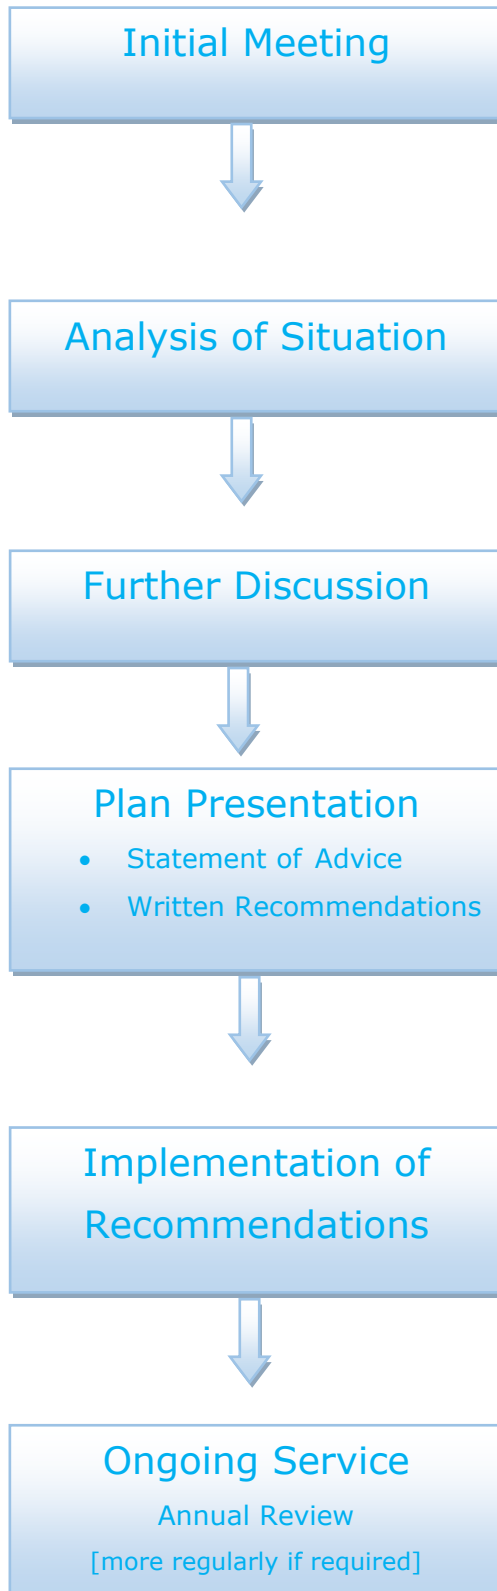 Initial Meeting
Analysis of Situation
Further Discussion
Plan Presentation
• Statement of Advice
• Written Recommendations
Implementation of
Recommendations
Ongoing Service
Annual Review
[more regularly if required]